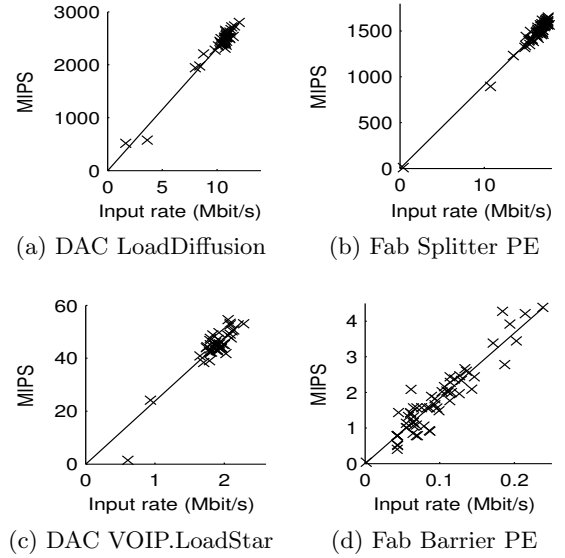 3000
2000
1000
0
MIPS
0 5 10
Input rate (Mbit/s)
(a) DAC LoadDiffusion
1500
1000
500
0
MIPS
0 10
Input rate (Mbit/s)
(b) Fab Splitter PE
60
40
20
0
MIPS
0 1 2
Input rate (Mbit/s)
(c) DAC VOIP.LoadStar
4
3
2
1
0
MIPS
0 0.1 0.2
Input rate (Mbit/s)
(d) Fab Barrier PE